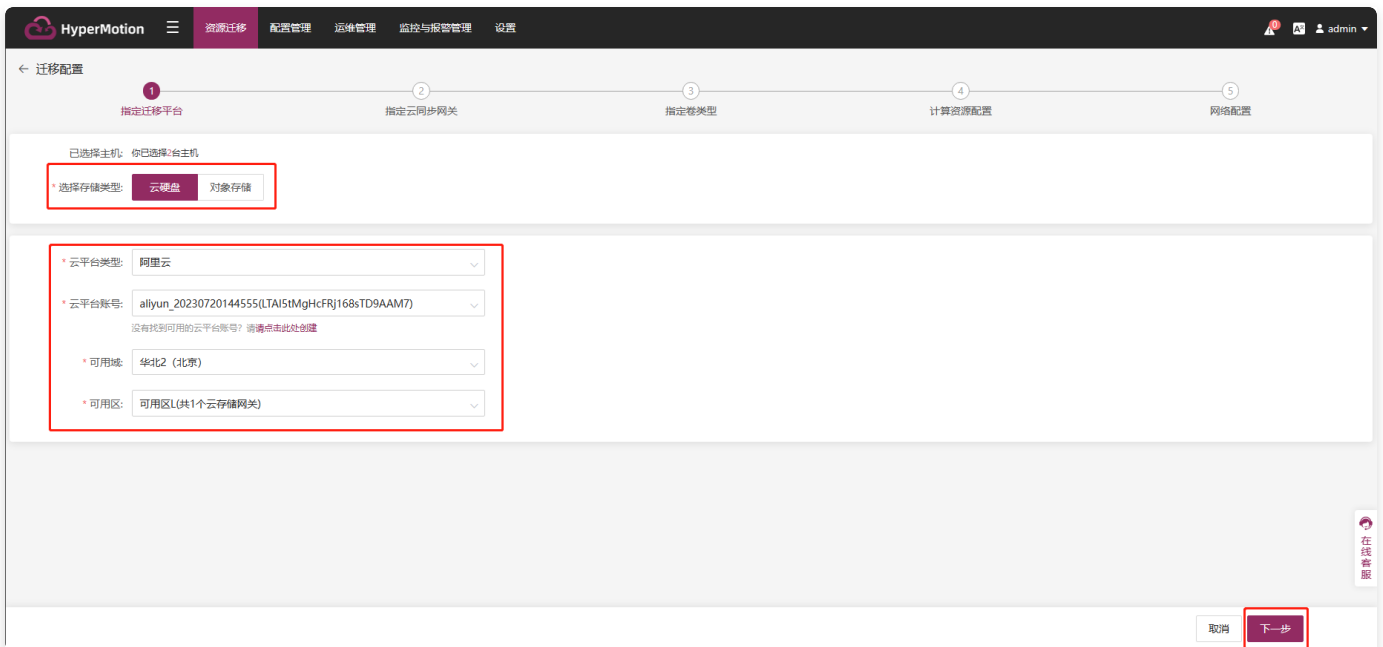 HyperMotion 资源迁移 配置管理 运维管理 监控与报警管理 设置 0 admin
← 迁移配置
1 2 3 4 5
指定迁移平台 指定云同步网关 指定卷类型 计算资源配置 网络配置
已选择主机: 你已选择2台主机
* 选择存储类型: 云硬盘 对象存储
* 云平台类型: 阿里云
* 云平台账号: aliyun_20230720144555(LTAI5tMgHcFRj168sTD9AAM7)
没有找到可用的云平台账号? 请请点击此处创建
* 可用域: 华北2（北京）
* 可用区: 可用区L(共1个云存储网关)
在线客服
取消 下一步